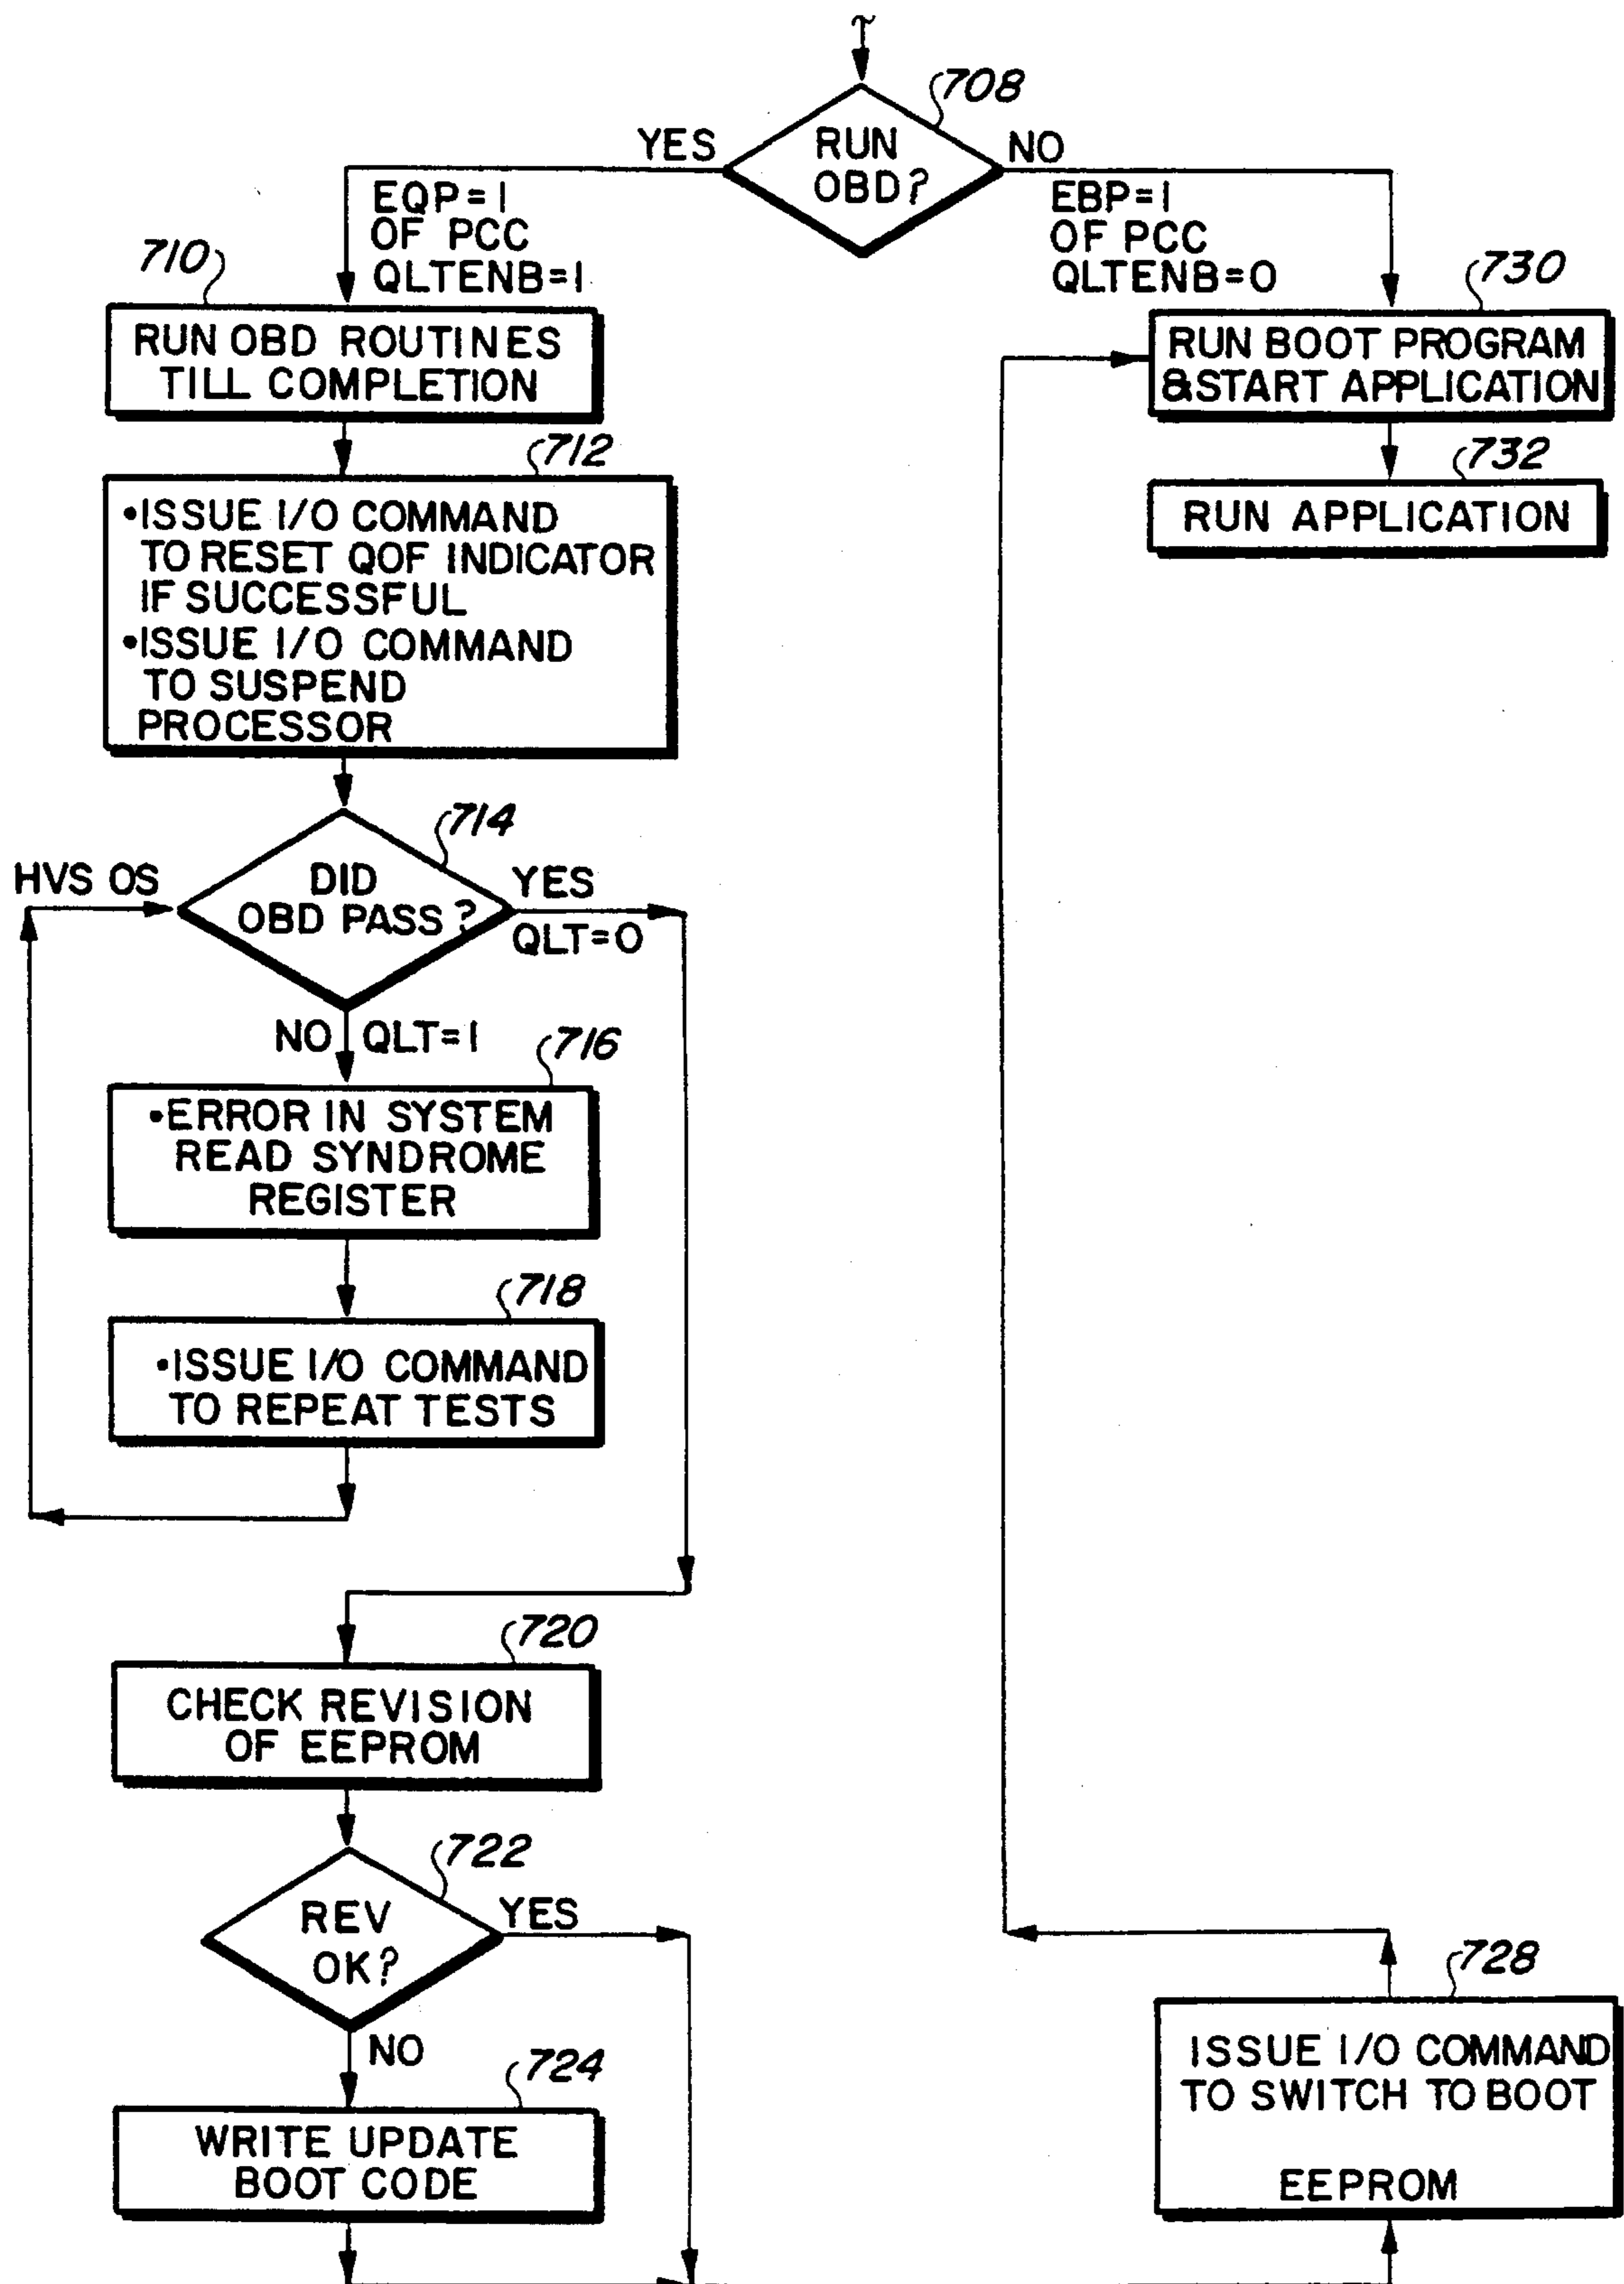 708
RUN
OBD?
YES
NO
EQP=1
OF PCC
QLTENB=1
EBP=1
OF PCC
QLTENB=0
710
RUN OBD ROUTINES
TILL COMPLETION
730
RUN BOOT PROGRAM
&START APPLICATION
712
•ISSUE I/O COMMAND
TO RESET QOF INDICATOR
IF SUCCESSFUL
•ISSUE I/O COMMAND
TO SUSPEND
PROCESSOR
732
RUN APPLICATION
714
HVS OS
DID
OBD PASS?
YES
QLT=0
NO
QLT=1
716
•ERROR IN SYSTEM
READ SYNDROME
REGISTER
718
•ISSUE I/O COMMAND
TO REPEAT TESTS
720
CHECK REVISION
OF EEPROM
722
REV
OK?
YES
NO
724
WRITE UPDATE
BOOT CODE
728
ISSUE I/O COMMAND
TO SWITCH TO BOOT
EEPROM